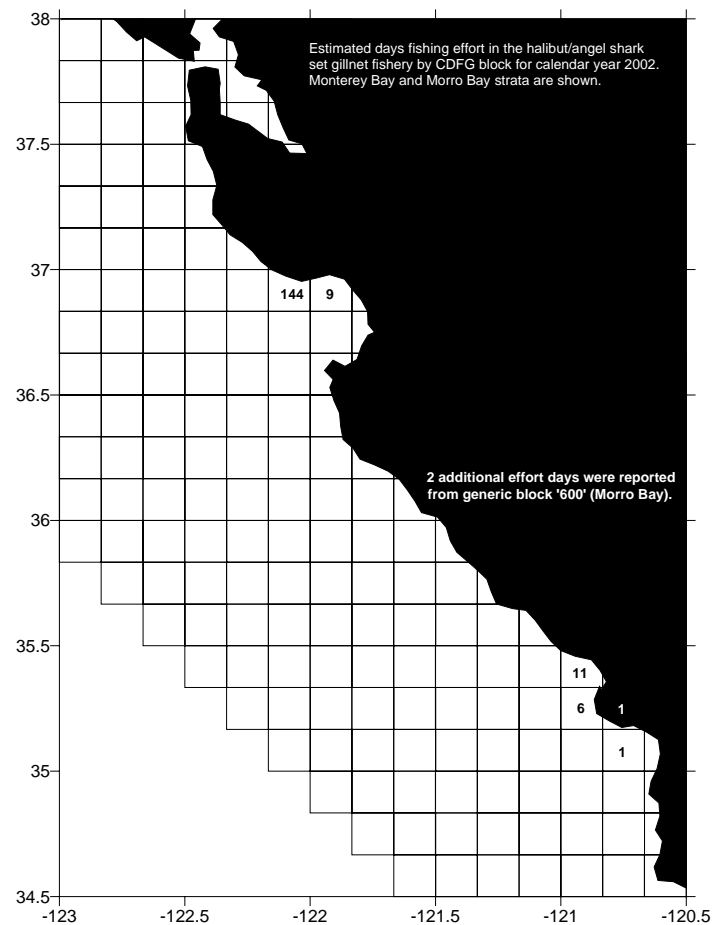 38
Estimated days fishing effort in the halibut/angel shark
set gillnet fishery by CDFG block for calendar year 2002.
Monterey Bay and Morro Bay strata are shown.
37.5
37
144 9
36.5
2 additional effort days were reported
from generic block '600' (Morro Bay).
36
35.5
11
6 1
1
35
34.5
-123 -122.5 -122 -121.5 -121 -120.5